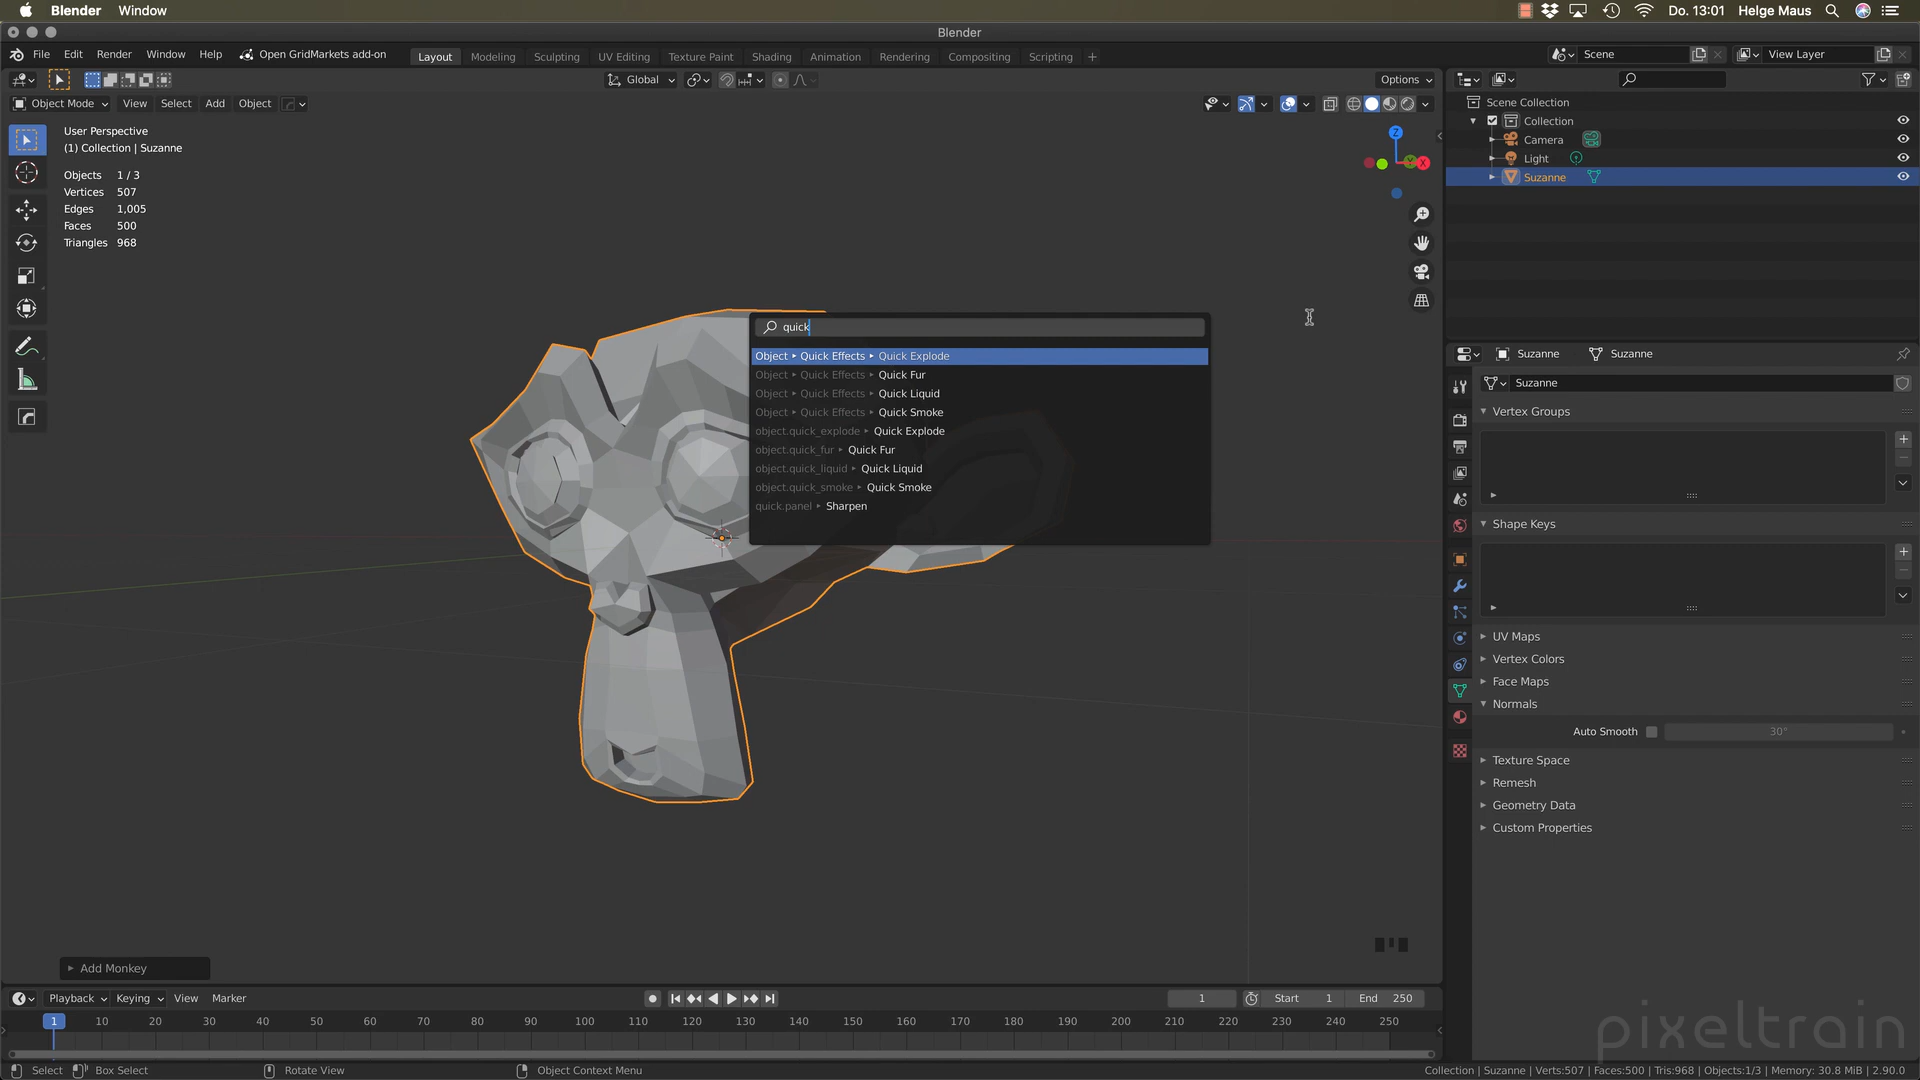 Blender Window Do. 13:01 Helge Maus
Blender
File Edit Render Window Help Open GridMarkets add-on Layout Modeling Sculpting UV Editing Texture Paint Shading Animation Rendering Compositing Scripting + Scene View Layer
Global Options
Object Mode View Select Add Object
User Perspective
(1) Collection | Suzanne
Objects 1 / 3
Vertices 507
Edges 1,005
Faces 500
Triangles 968
Z
Y
X
quick
Object ▸ Quick Effects ▸ Quick Explode
Object ▸ Quick Effects ▸ Quick Fur
Object ▸ Quick Effects ▸ Quick Liquid
Object ▸ Quick Effects ▸ Quick Smoke
object.quick_explode ▸ Quick Explode
object.quick_fur ▸ Quick Fur
object.quick_liquid ▸ Quick Liquid
object.quick_smoke ▸ Quick Smoke
quick.panel ▸ Sharpen
Scene Collection
Collection
Camera
Light
Suzanne
Suzanne Suzanne
Suzanne
Vertex Groups
Shape Keys
UV Maps
Vertex Colors
Face Maps
Normals
Auto Smooth 30°
Texture Space
Remesh
Geometry Data
Custom Properties
Add Monkey
Playback Keying View Marker 1 Start 1 End 250
1 10 20 30 40 50 60 70 80 90 100 110 120 130 140 150 160 170 180 190 200 210 220 230 240 250
pixeltrain
Select Box Select Rotate View Object Context Menu Collection | Suzanne | Verts:507 | Faces:500 | Tris:968 | Objects:1/3 | Memory: 30.8 MiB | 2.90.0